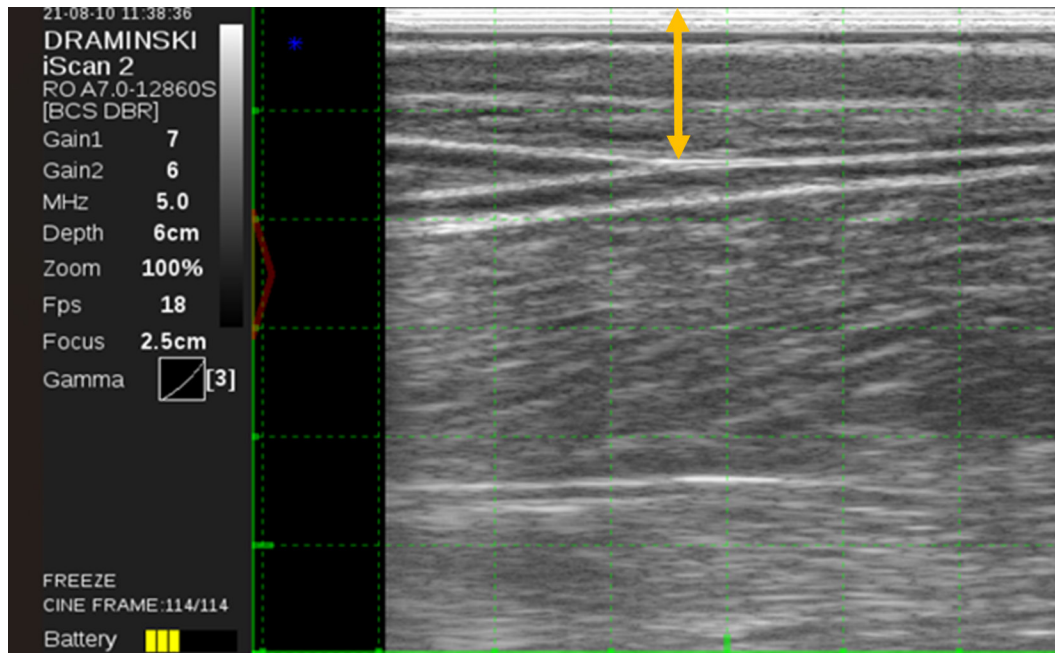 21-08-10 11:38:36
DRAMINSKI
iScan 2
RO A7.0-12860S
[BCS DBR]
Gain1 7
Gain2 6
MHz 5.0
Depth 6cm
Zoom 100%
Fps 18
Focus 2.5cm
Gamma [3]
FREEZE
CINE FRAME:114/114
Battery